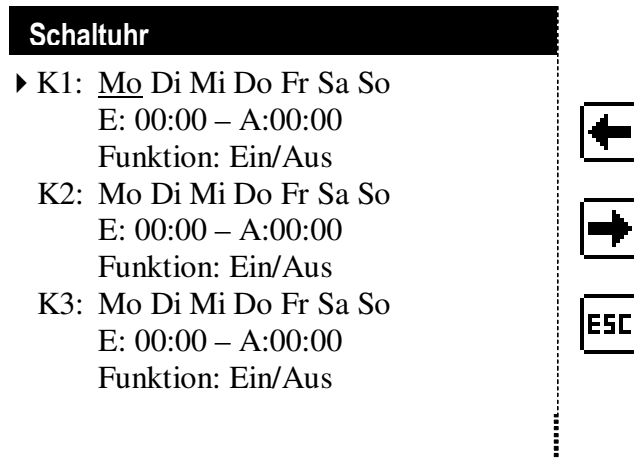 Schaltuhr
K1: Mo Di Mi Do Fr Sa So
E: 00:00 – A:00:00
Funktion: Ein/Aus
K2: Mo Di Mi Do Fr Sa So
E: 00:00 – A:00:00
Funktion: Ein/Aus
K3: Mo Di Mi Do Fr Sa So
E: 00:00 – A:00:00
Funktion: Ein/Aus
ESC